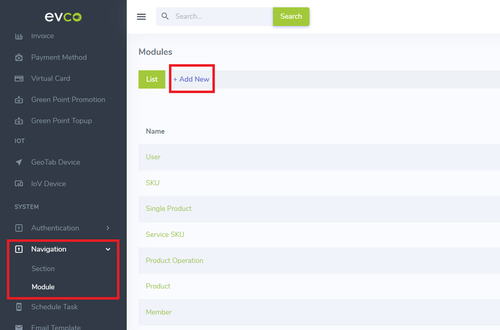 evco
Search...
Search
Invoice
Payment Method
Virtual Card
Green Point Promotion
Green Point Topup
IOT
GeoTab Device
IoV Device
SYSTEM
Authentication
Navigation
Section
Module
Schedule Task
Email Template
Modules
List
+ Add New
Name
User
SKU
Single Product
Service SKU
Product Operation
Product
Member